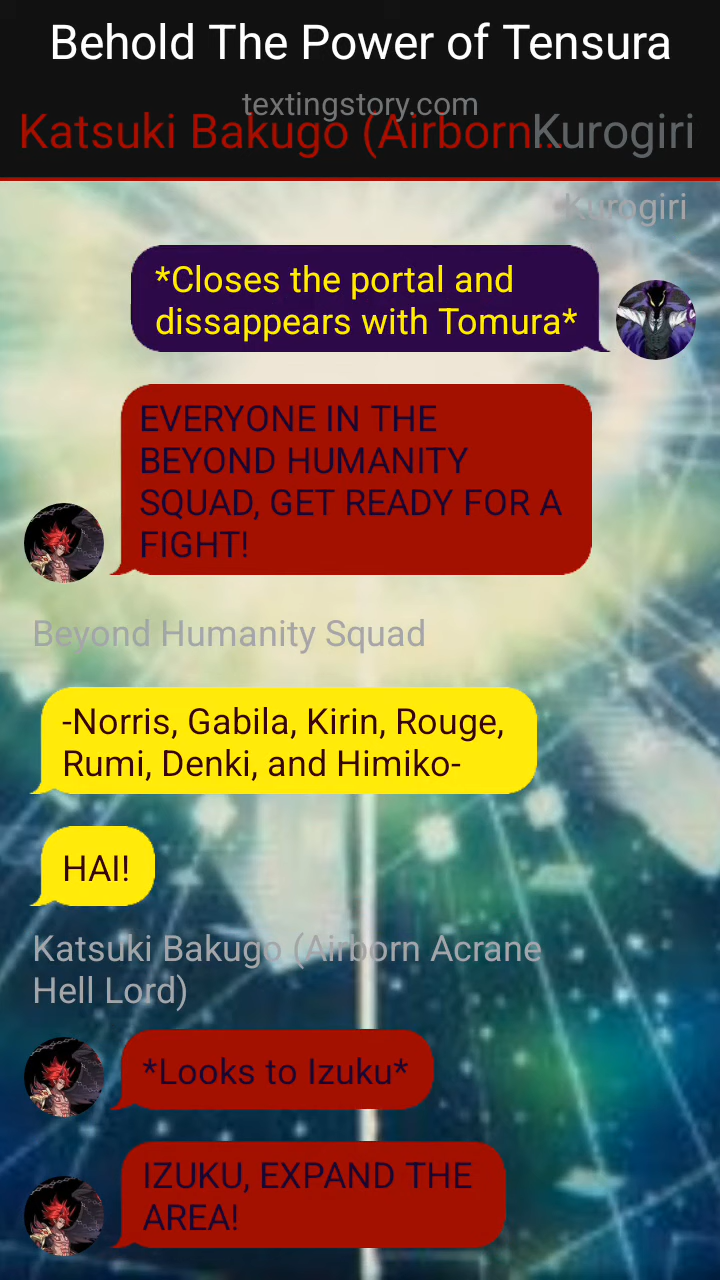 Behold The Power of Tensura
textingstory.com
Katsuki Bakugo (Airborn... Kurogiri
Kurogiri
*Closes the portal and
dissappears with Tomura*
EVERYONE IN THE
BEYOND HUMANITY
SQUAD, GET READY FOR A
FIGHT!
Beyond Humanity Squad
-Norris, Gabila, Kirin, Rouge,
Rumi, Denki, and Himiko-
HAI!
Katsuki Bakugo (Airborn Acrane
Hell Lord)
*Looks to Izuku*
IZUKU, EXPAND THE
AREA!